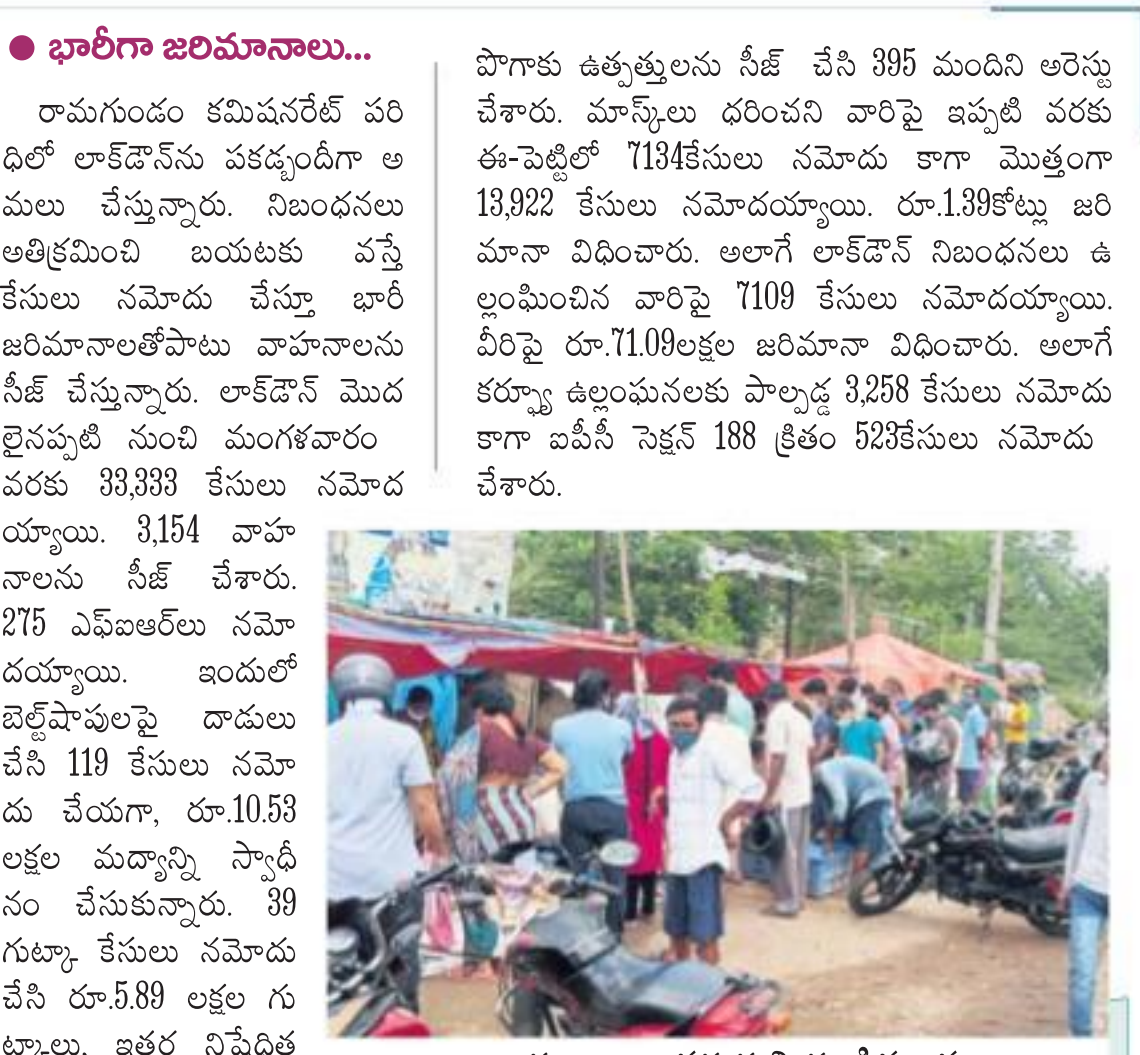 ● భారీగా జరిమానాలు...
రామగుండం కమిషనరేట్ పరి
ధిలో లాక్‌డౌన్‌ను పకడ్బందీగా అ
మలు చేస్తున్నారు. నిబంధనలు
అతిక్రమించి బయటకు వస్తే
కేసులు నమోదు చేస్తూ భారీ
జరిమానాలతోపాటు వాహనాలను
సీజ్ చేస్తున్నారు. లాక్‌డౌన్ మొద
లైనప్పటి నుంచి మంగళవారం
వరకు 33,333 కేసులు నమోద
య్యాయి. 3,154 వాహ
నాలను సీజ్ చేశారు.
275 ఎఫ్ఐఆర్‌లు నమో
దయ్యాయి. ఇందులో
బెల్ట్‌షాపులపై దాడులు
చేసి 119 కేసులు నమో
దు చేయగా, రూ.10.53
లక్షల మద్యాన్ని స్వాధీ
నం చేసుకున్నారు. 39
గుట్కా కేసులు నమోదు
చేసి రూ.5.89 లక్షల గు
ట్కాలు, ఇతర నిషేదిత
పొగాకు ఉత్పత్తులను సీజ్ చేసి 395 మందిని అరెస్టు
చేశారు. మాస్క్‌లు ధరించని వారిపై ఇప్పటి వరకు
ఈ-పెట్టిలో 7134కేసులు నమోదు కాగా మొత్తంగా
13,922 కేసులు నమోదయ్యాయి. రూ.1.39కోట్లు జరి
మానా విధించారు. అలాగే లాక్‌డౌన్ నిబంధనలు ఉ
ల్లంఘించిన వారిపై 7109 కేసులు నమోదయ్యాయి.
వీరిపై రూ.71.09లక్షల జరిమానా విధించారు. అలాగే
కర్ఫ్యూ ఉల్లంఘనలకు పాల్పడ్డ 3,258 కేసులు నమోదు
కాగా ఐపీసీ సెక్షన్ 188 క్రితం 523కేసులు నమోదు
చేశారు.